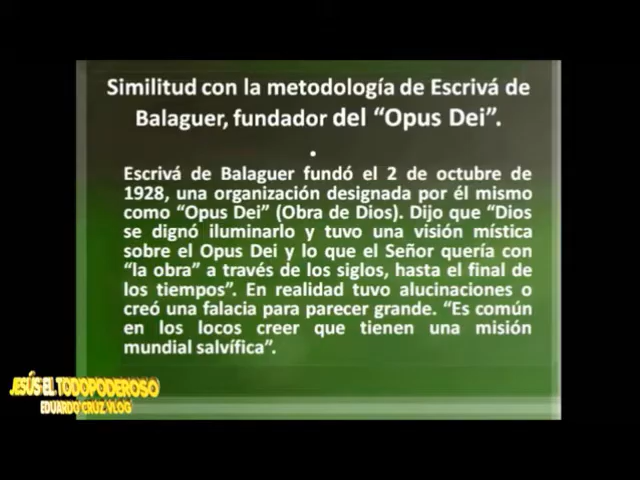 Similitud con la metodología de Escrivá de
Balaguer, fundador del “Opus Dei”.
Escrivá de Balaguer fundó el 2 de octubre de
1928, una organización designada por él mismo
como “Opus Dei” (Obra de Dios). Dijo que “Dios
se dignó iluminarlo y tuvo una visión mística
sobre el Opus Dei y lo que el Señor quería con
“la obra” a través de los siglos, hasta el final de
los tiempos”. En realidad tuvo alucinaciones o
creó una falacia para parecer grande. “Es común
en los locos creer que tienen una misión
mundial salvífica”.
JESÚS EL TODOPODEROSO
EDUARDO CRUZ VLOG